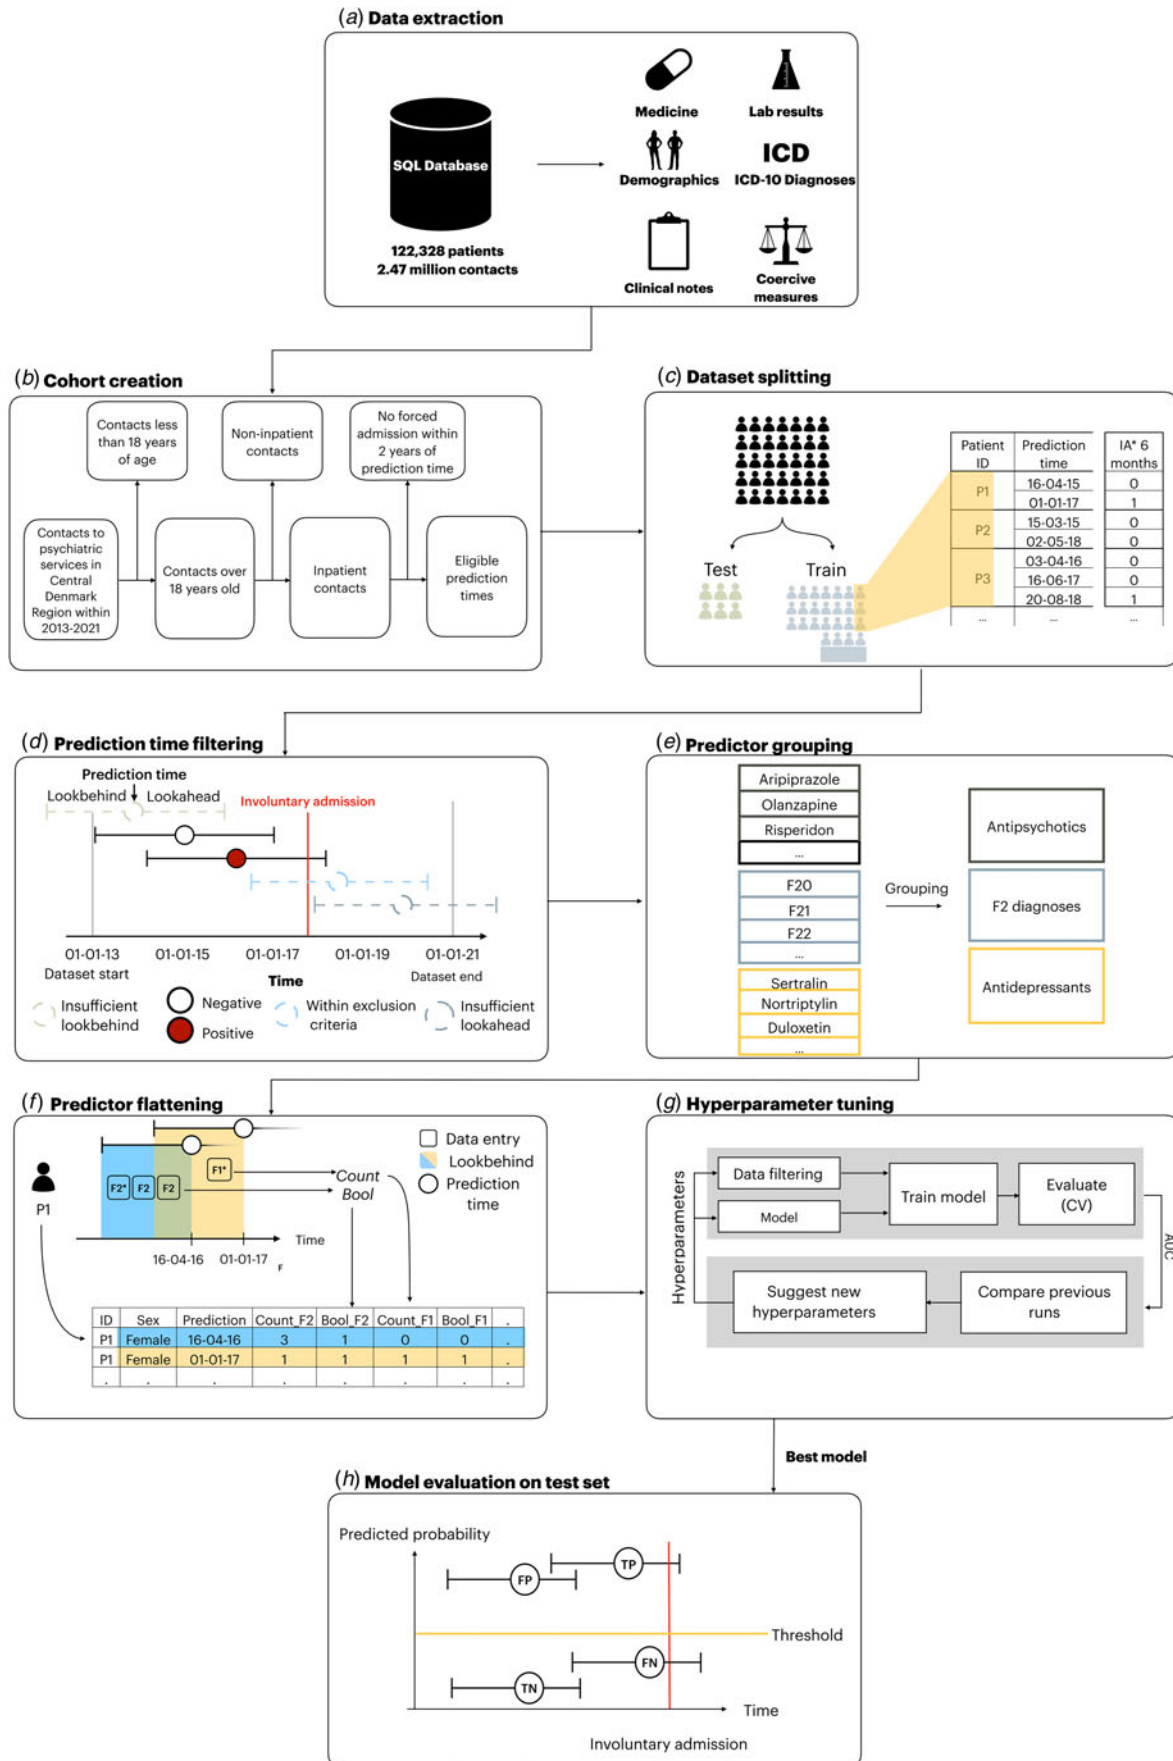 (a) Data extraction
SQL Database
122,328 patients
2.47 million contacts
Medicine
Lab results
Demographics
ICD
ICD-10 Diagnoses
Clinical notes
Coercive
measures
(b) Cohort creation
Contacts less
than 18 years
of age
Non-inpatient
contacts
No forced
admission within
2 years of
prediction time
Contacts to
psychiatric
services in
Central
Denmark
Region within
2013-2021
Contacts over
18 years old
Inpatient
contacts
Eligible
prediction
times
(c) Dataset splitting
Test
Train
Patient ID Prediction time IA* 6 months
P1 16-04-15 0
01-01-17 1
P2 15-03-15 0
02-05-18 0
P3 03-04-16 0
16-06-17 0
20-08-18 1
... ... ...
(d) Prediction time filtering
Prediction time
Lookbehind Lookahead
Involuntary admission
01-01-13 01-01-15 01-01-17 01-01-19 01-01-21
Dataset start Dataset end
Time
Insufficient
lookbehind
Negative
Positive
Within exclusion
criteria
Insufficient
lookahead
(e) Predictor grouping
Aripiprazole
Olanzapine
Risperidon
...
F20
F21
F22
...
Sertralin
Nortriptylin
Duloxetin
...
Grouping
Antipsychotics
F2 diagnoses
Antidepressants
(f) Predictor flattening
P1
F2* F2 F2
F1*
Count
Bool
Data entry
Lookbehind
Prediction
time
Time
16-04-16 01-01-17
F
ID Sex Prediction Count_F2 Bool_F2 Count_F1 Bool_F1 .
P1 Female 16-04-16 3 1 0 0 .
P1 Female 01-01-17 1 1 1 1 .
. . . . . . . .
(g) Hyperparameter tuning
Hyperparameters
Data filtering
Model
Train model
Evaluate
(CV)
AUC
Suggest new
hyperparameters
Compare previous
runs
Best model
(h) Model evaluation on test set
Predicted probability
TP
FP
Threshold
FN
TN
Time
Involuntary admission